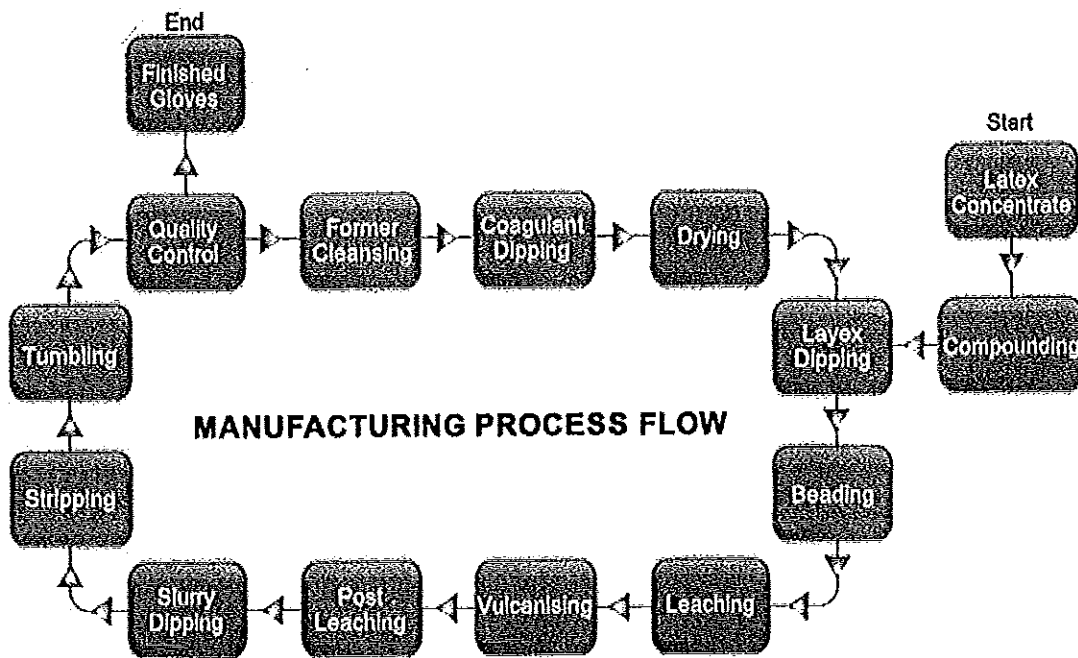 End
Finished
Gloves
Start
Latex
Concentrate
Quality
Control
Former
Cleansing
Coagulant
Dipping
Drying
Tumbling
Layex
Dipping
Compounding
MANUFACTURING PROCESS FLOW
Stripping
Beading
Slurry
Dipping
Post
Leaching
Vulcanising
Leaching